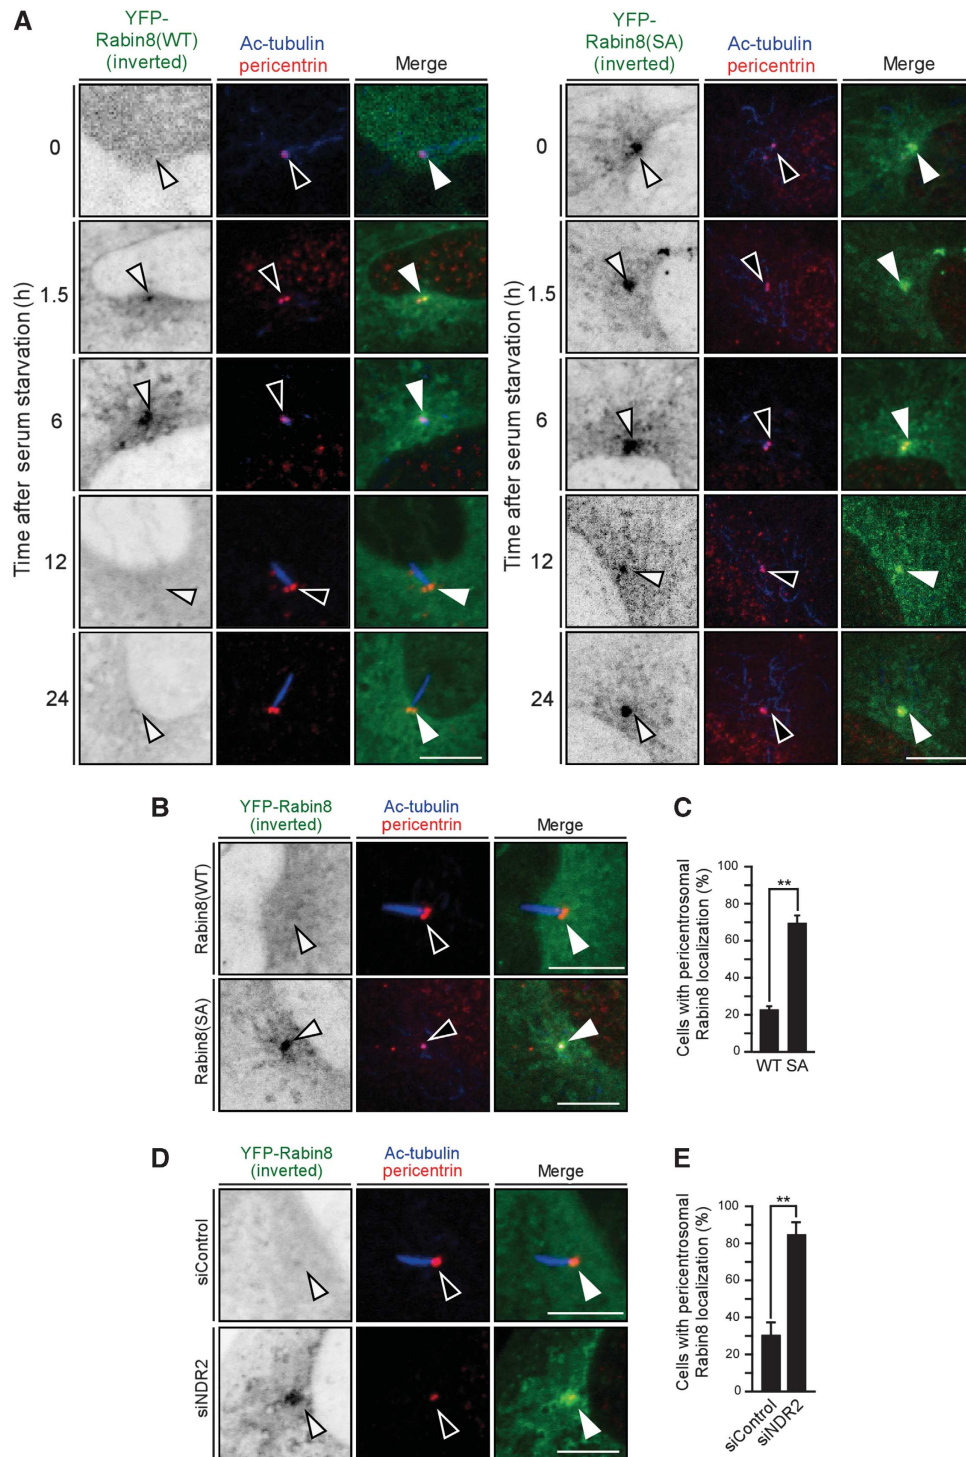 A
YFP-
Rabin8(WT)
(inverted)
Ac-tubulin
pericentrin
Merge
YFP-
Rabin8(SA)
(inverted)
Ac-tubulin
pericentrin
Merge
Time after serum starvation (h)
0
1.5
6
12
24
Time after serum starvation (h)
0
1.5
6
12
24
B
YFP-Rabin8
(inverted)
Ac-tubulin
pericentrin
Merge
Rabin8(WT)
Rabin8(SA)
C
Cells with pericentrosomal
Rabin8 localization (%)
100
80
60
40
20
0
**
WT SA
D
YFP-Rabin8
(inverted)
Ac-tubulin
pericentrin
Merge
siControl
siNDR2
E
Cells with pericentrosomal
Rabin8 localization (%)
100
80
60
40
20
0
**
siControl
siNDR2